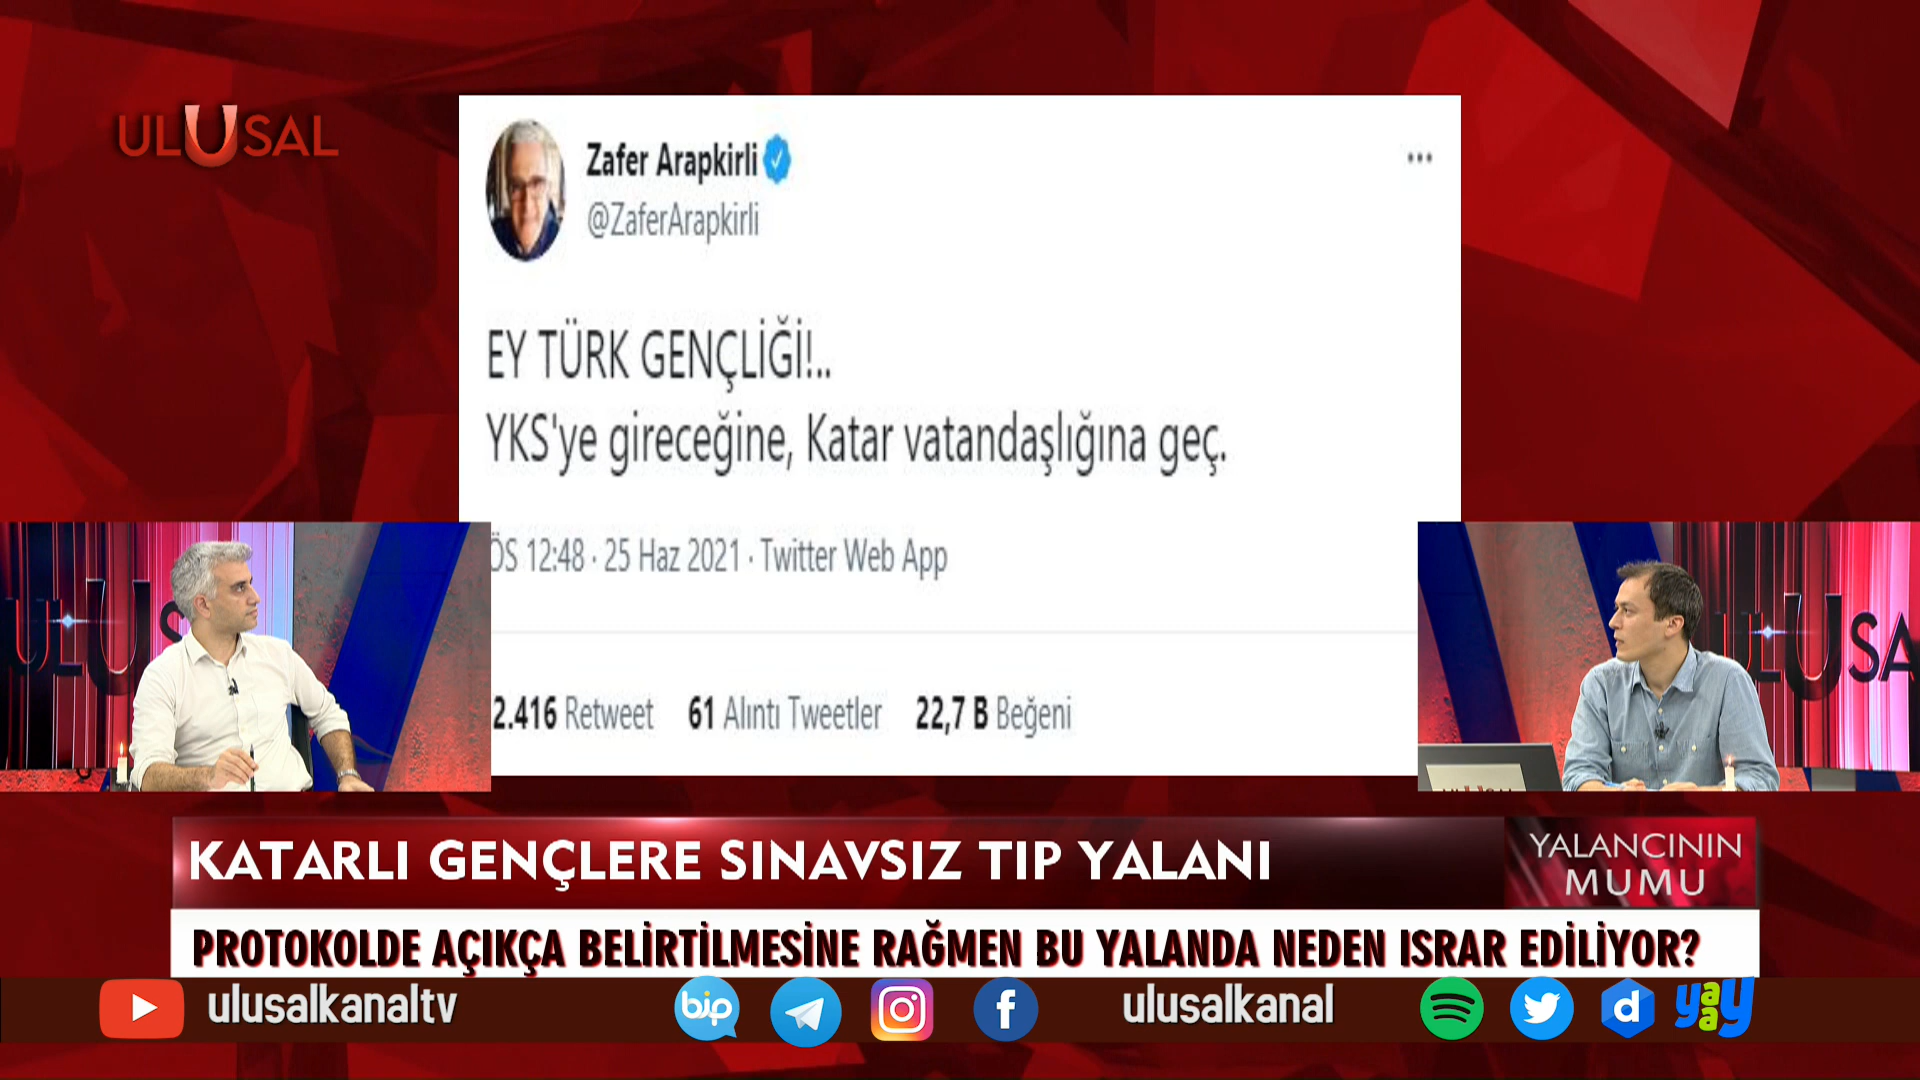 ULUSAL
Zafer Arapkirli
@ZaferArapkirli
EY TÜRK GENÇLİĞİ!..
YKS'ye gireceğine, Katar vatandaşlığına geç.
ÖS 12:48 · 25 Haz 2021 · Twitter Web App
2.416 Retweet 61 Alıntı Tweetler 22,7 B Beğeni
ULUS
ULUSA
ULUSAL
KATARLI GENÇLERE SINAVSIZ TIP YALANI
YALANCININ
MUMU
PROTOKOLDE AÇIKÇA BELİRTİLMESİNE RAĞMEN BU YALANDA NEDEN ISRAR EDİLİYOR?
ulusalkanaltv
bip
ulusalkanal
d
yaay